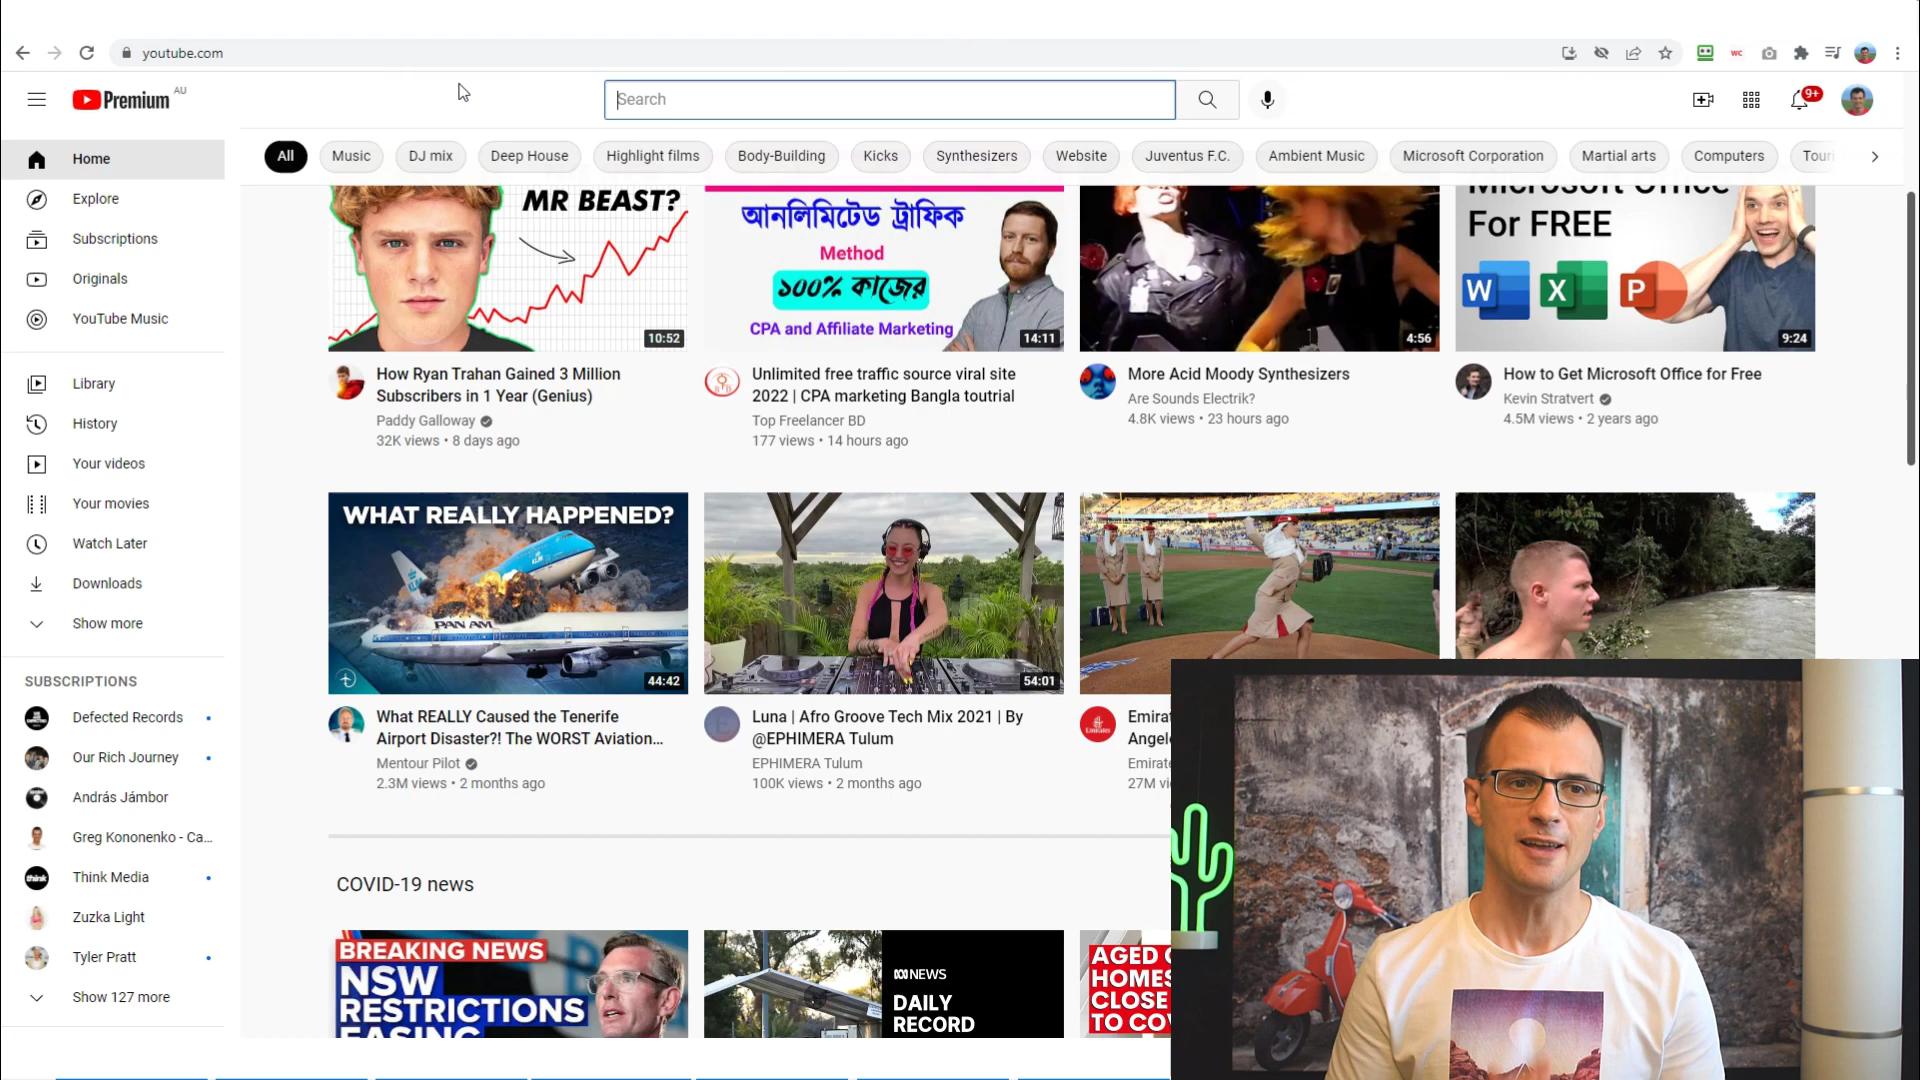 youtube.com
Premium AU
Search
9+
Home
Explore
Subscriptions
Originals
YouTube Music
Library
History
Your videos
Your movies
Watch Later
Downloads
Show more
SUBSCRIPTIONS
Defected Records
Our Rich Journey
András Jámbor
Greg Kononenko - Ca...
Think Media
Zuzka Light
Tyler Pratt
Show 127 more
All
Music
DJ mix
Deep House
Highlight films
Body-Building
Kicks
Synthesizers
Website
Juventus F.C.
Ambient Music
Microsoft Corporation
Martial arts
Computers
Touri
MR BEAST?
10:52
How Ryan Trahan Gained 3 Million
Subscribers in 1 Year (Genius)
Paddy Galloway
32K views • 8 days ago
আনলিমিটেড ট্রাফিক
Method
১০০% কাজের
CPA and Affiliate Marketing
14:11
Unlimited free traffic source viral site
2022 | CPA marketing Bangla toutrial
Top Freelancer BD
177 views • 14 hours ago
4:56
More Acid Moody Synthesizers
Are Sounds Electrik?
4.8K views • 23 hours ago
Microsoft Office
For FREE
W
X
P
9:24
How to Get Microsoft Office for Free
Kevin Stratvert
4.5M views • 2 years ago
WHAT REALLY HAPPENED?
KLM
PAN AM
44:42
What REALLY Caused the Tenerife
Airport Disaster?! The WORST Aviation...
Mentour Pilot
2.3M views • 2 months ago
54:01
Luna | Afro Groove Tech Mix 2021 | By
@EPHIMERA Tulum
EPHIMERA Tulum
100K views • 2 months ago
Emirat
Angele
Emirate
27M vi
COVID-19 news
BREAKING NEWS
NSW
RESTRICTIONS
EASING
NEWS
DAILY
RECORD
AGED C
HOMES
CLOSE
TO COV